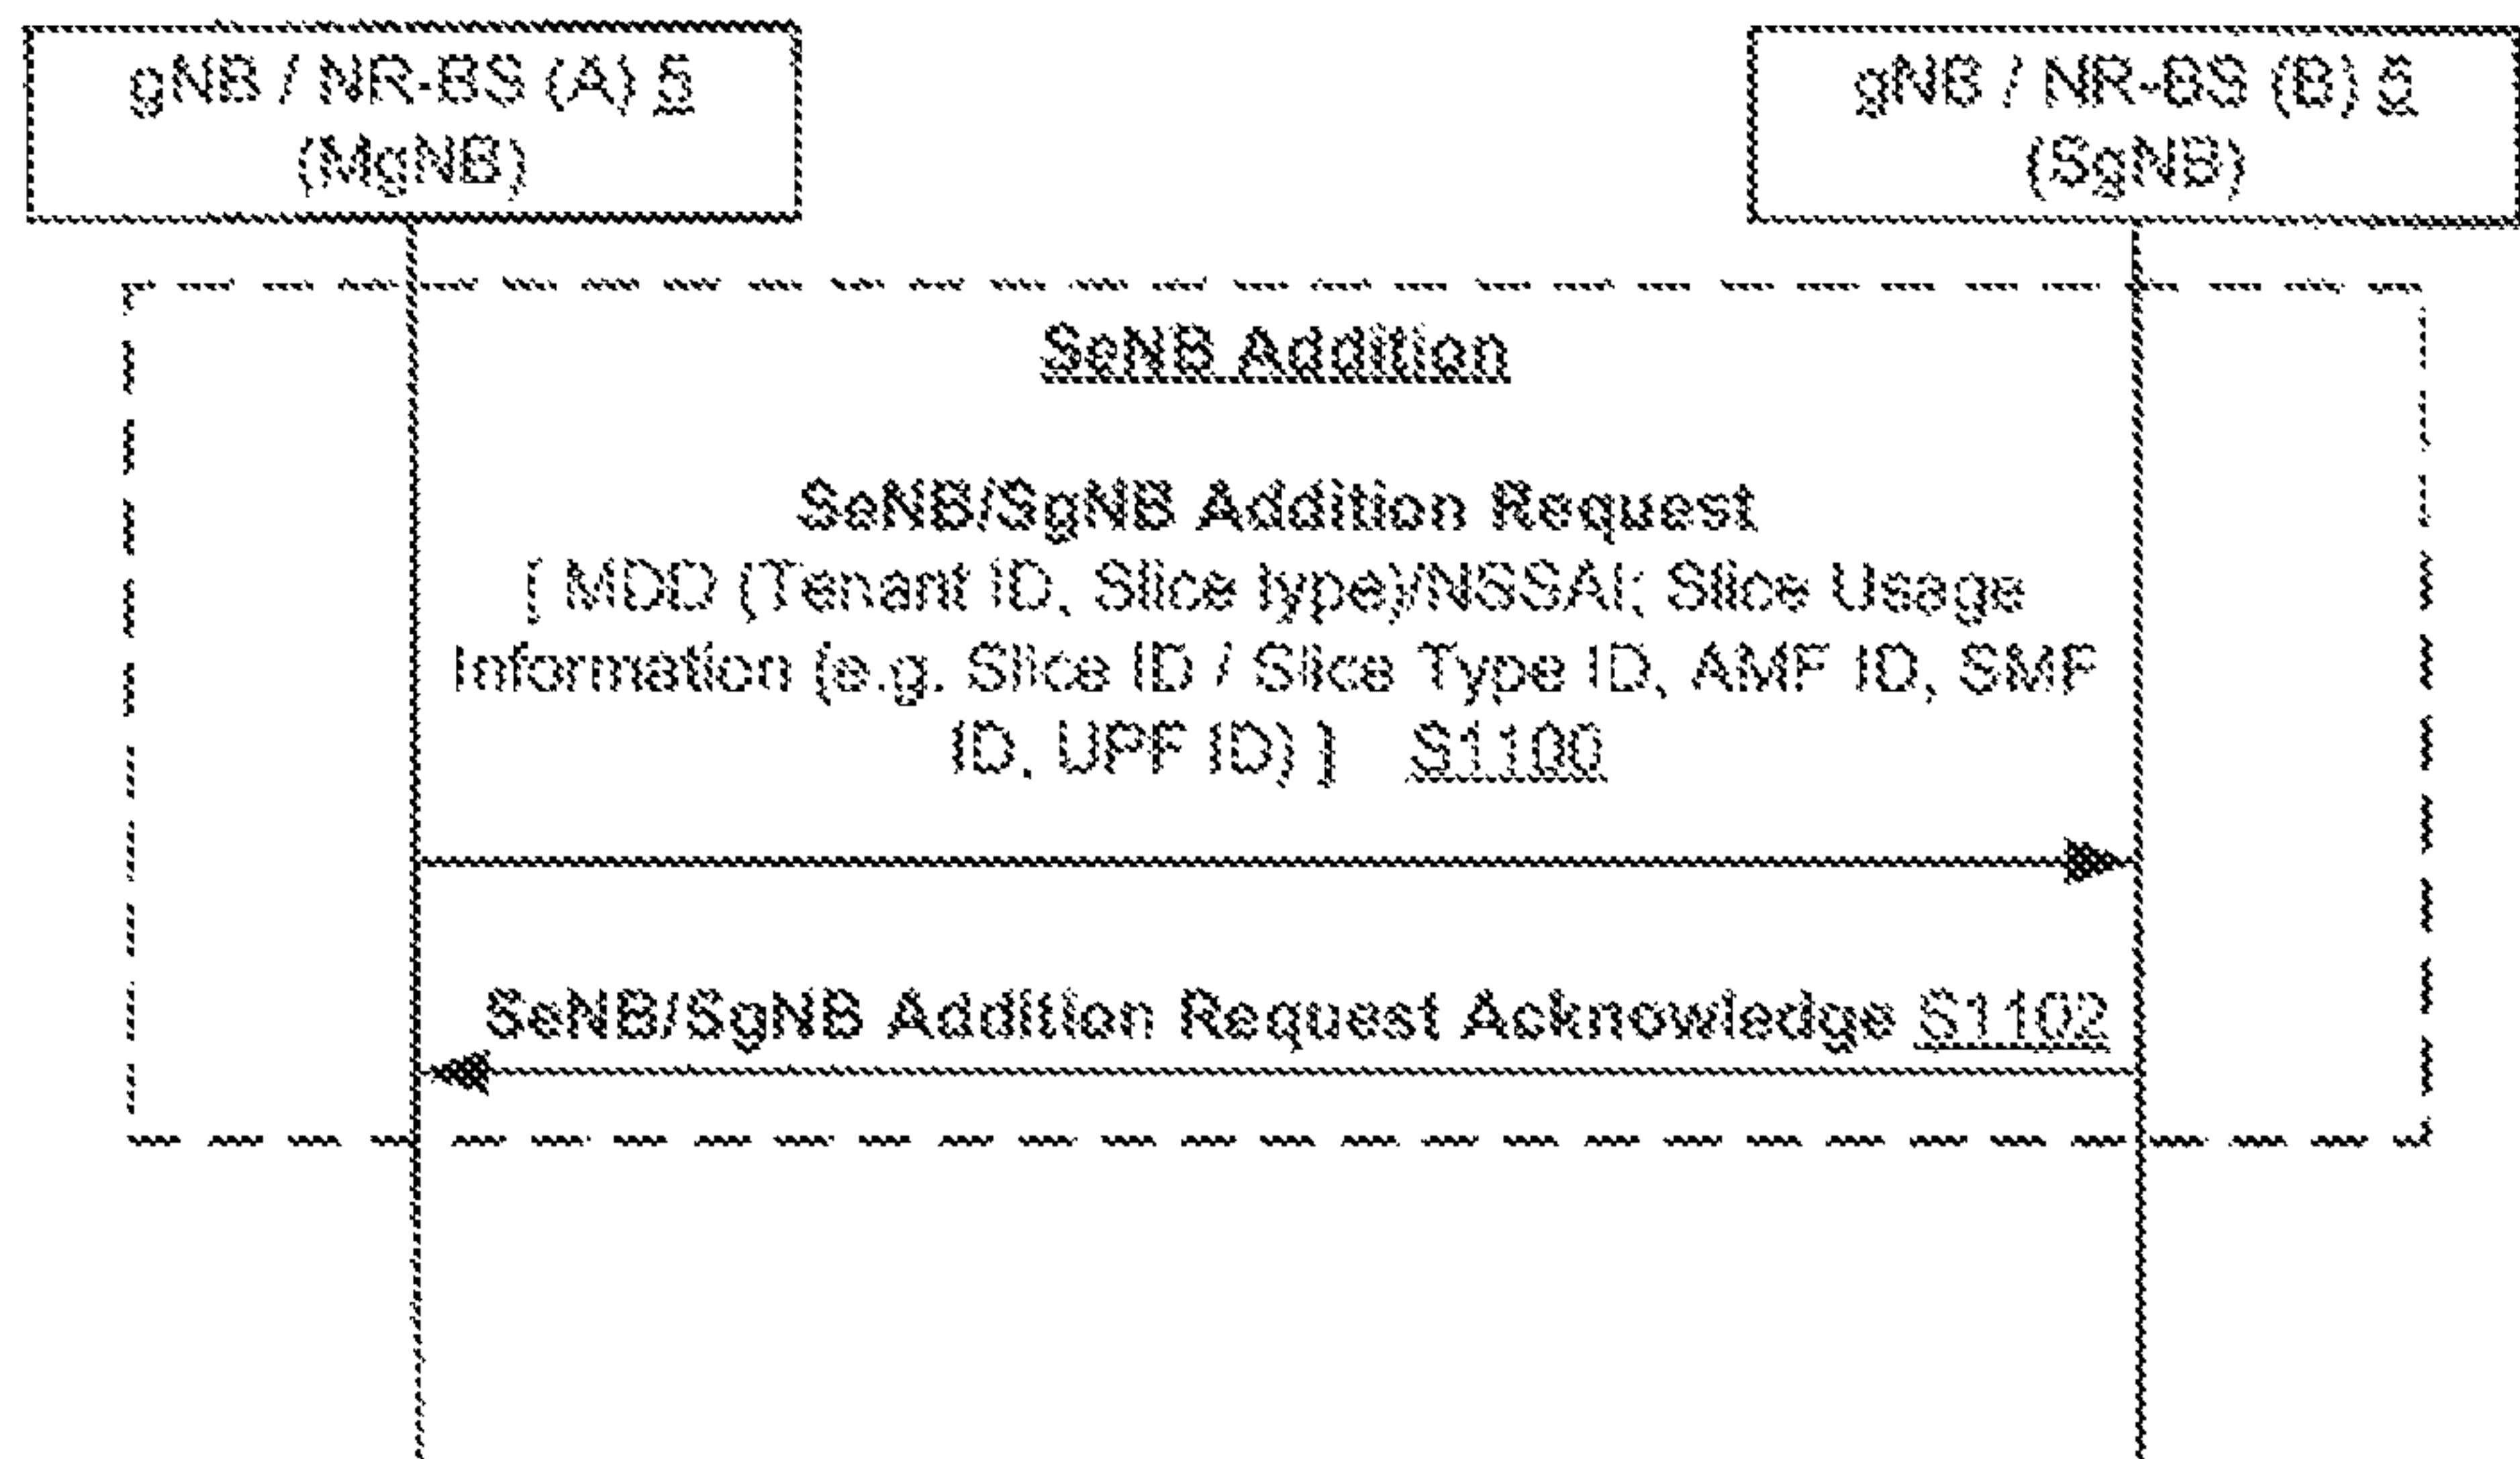 gNB / NR-BS (A) 5
(MgNB)
gNB / NR-BS (B) 5
(SgNB)
SeNB Addition
SeNB/SgNB Addition Request
[ MDD (Tenant ID, Slice type)/NSSAI; Slice Usage
Information (e.g. Slice ID / Slice Type ID, AMF ID, SMF
ID, UPF ID) ] S1100
SeNB/SgNB Addition Request Acknowledge S1102